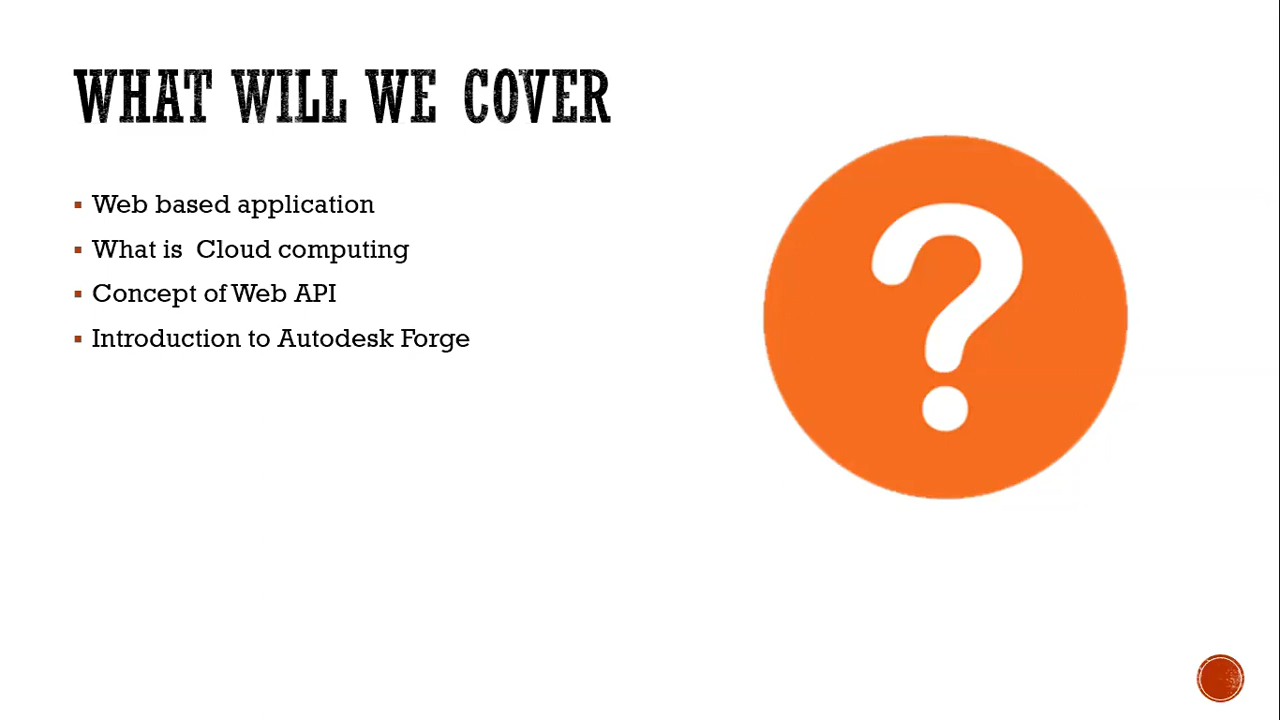 WHAT WILL WE COVER
▪ Web based application
▪ What is  Cloud computing
▪ Concept of Web API
▪ Introduction to Autodesk Forge
?